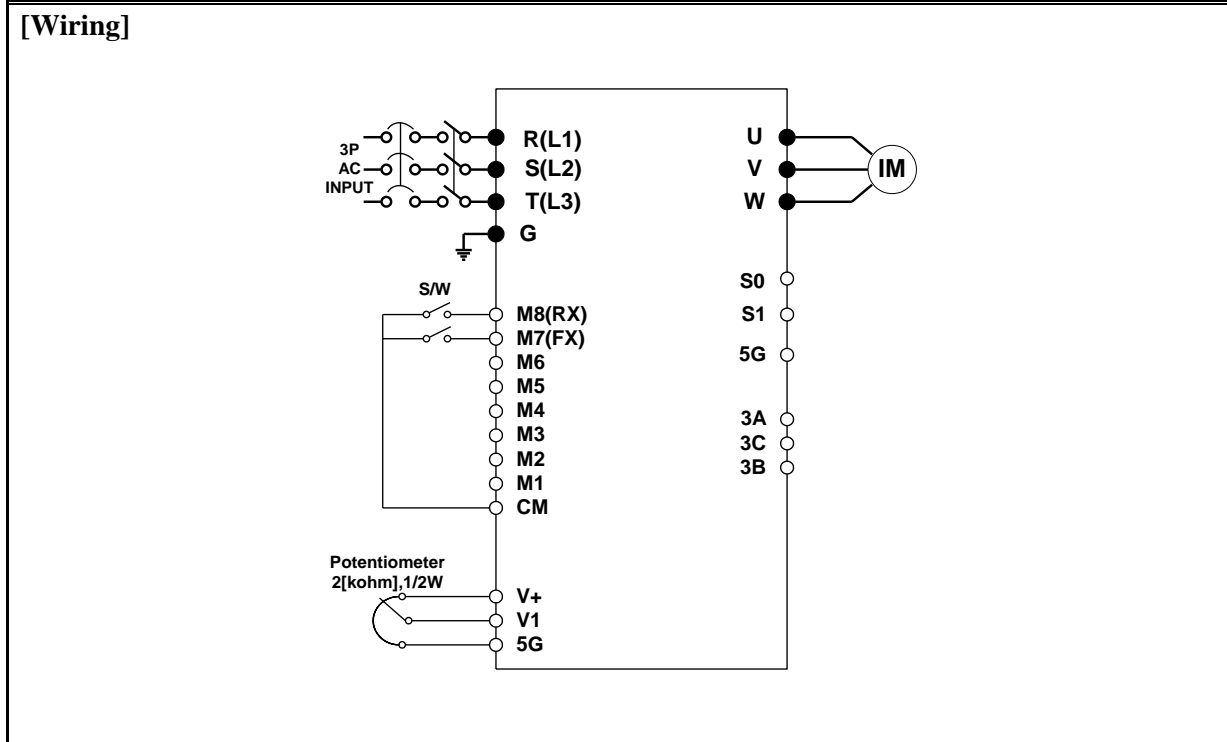 [Wiring]
3P
AC
INPUT
R(L1)
S(L2)
T(L3)
G
S/W
M8(RX)
M7(FX)
M6
M5
M4
M3
M2
M1
CM
Potentiometer
2[kohm],1/2W
V+
V1
5G
U
V
W
IM
S0
S1
5G
3A
3C
3B